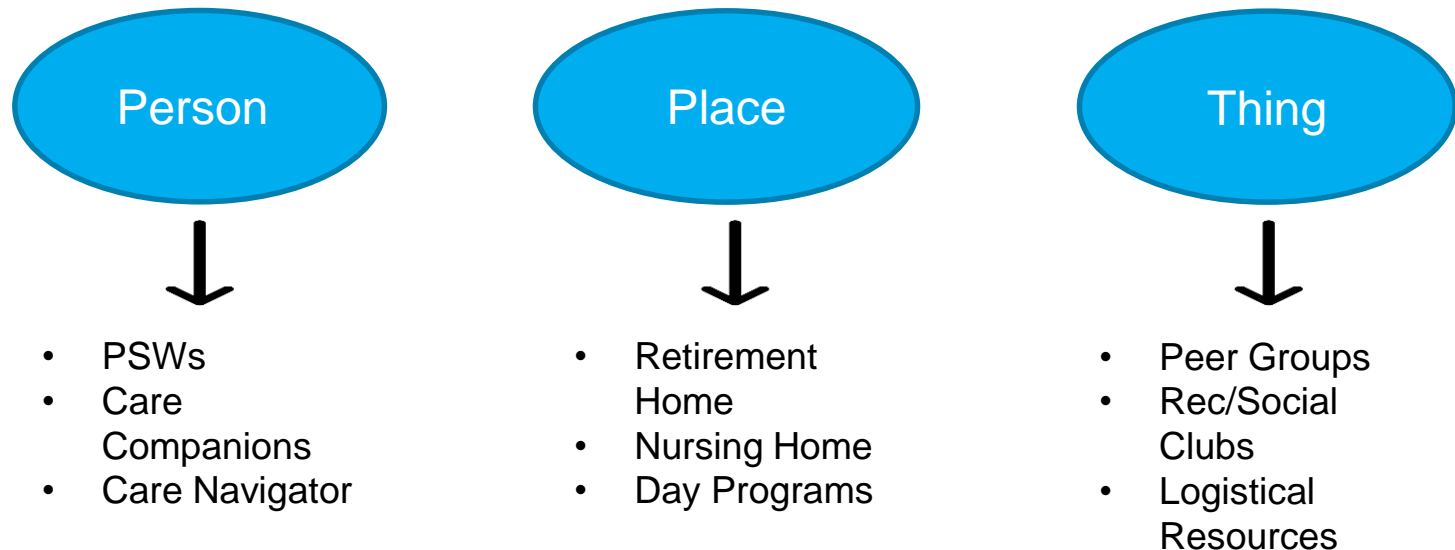 Person
• PSWs
• Care
Companions
• Care Navigator
Place
• Retirement
Home
• Nursing Home
• Day Programs
Thing
• Peer Groups
• Rec/Social
Clubs
• Logistical
Resources